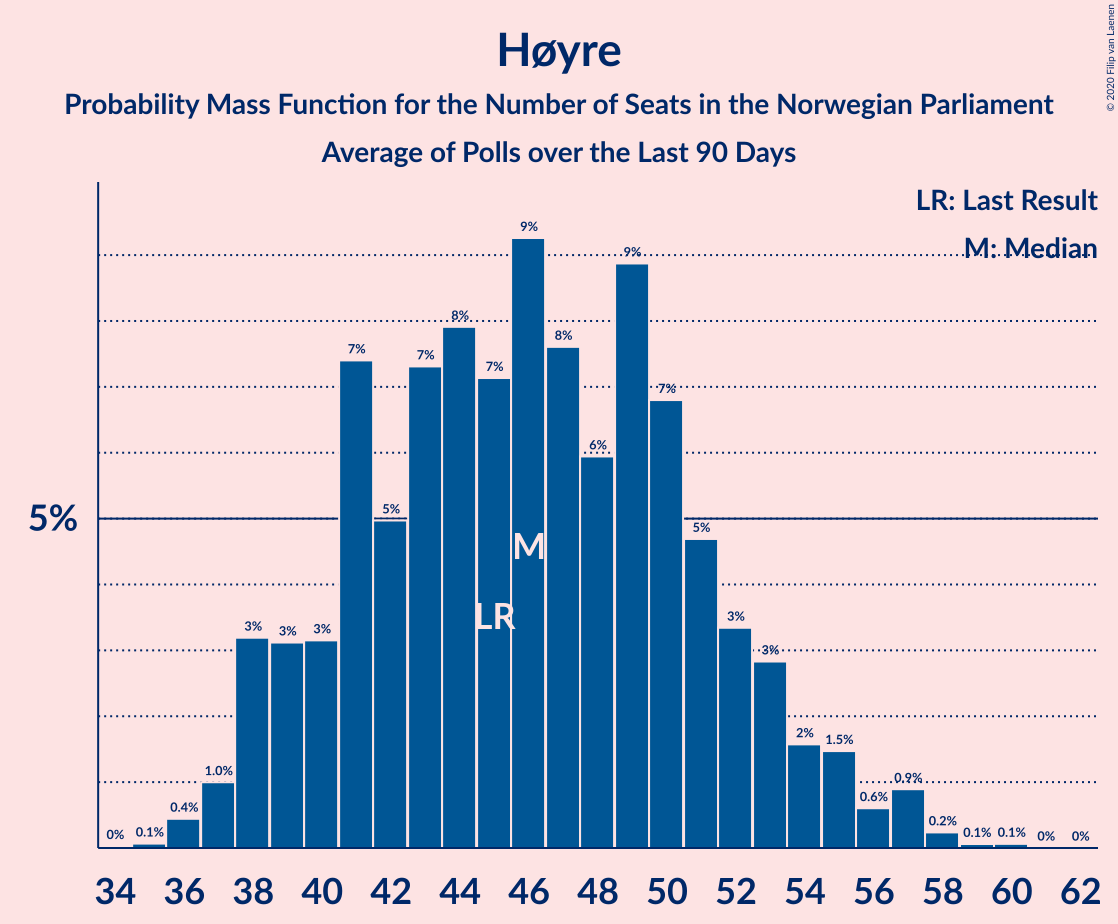 Høyre
Probability Mass Function for the Number of Seats in the Norwegian Parliament
Average of Polls over the Last 90 Days
© 2020 Filip van Laenen
LR: Last Result
M: Median
5%
0% 0.1% 0.4% 1.0% 3% 3% 3% 7% 5% 7% 8% 7% 9% 8% 6% 9% 7% 5% 3% 3% 2% 1.5% 0.6% 0.9% 0.2% 0.1% 0.1% 0% 0%
M
LR
34 36 38 40 42 44 46 48 50 52 54 56 58 60 62